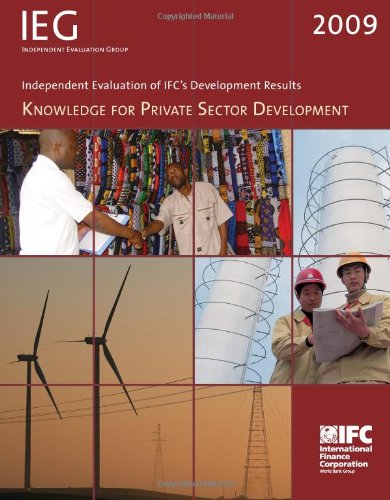 IEG
INDEPENDENT EVALUATION GROUP
2009
Independent Evaluation of IFC's Development Results
KNOWLEDGE FOR PRIVATE SECTOR DEVELOPMENT
IFC
International
Finance
Corporation
World Bank Group